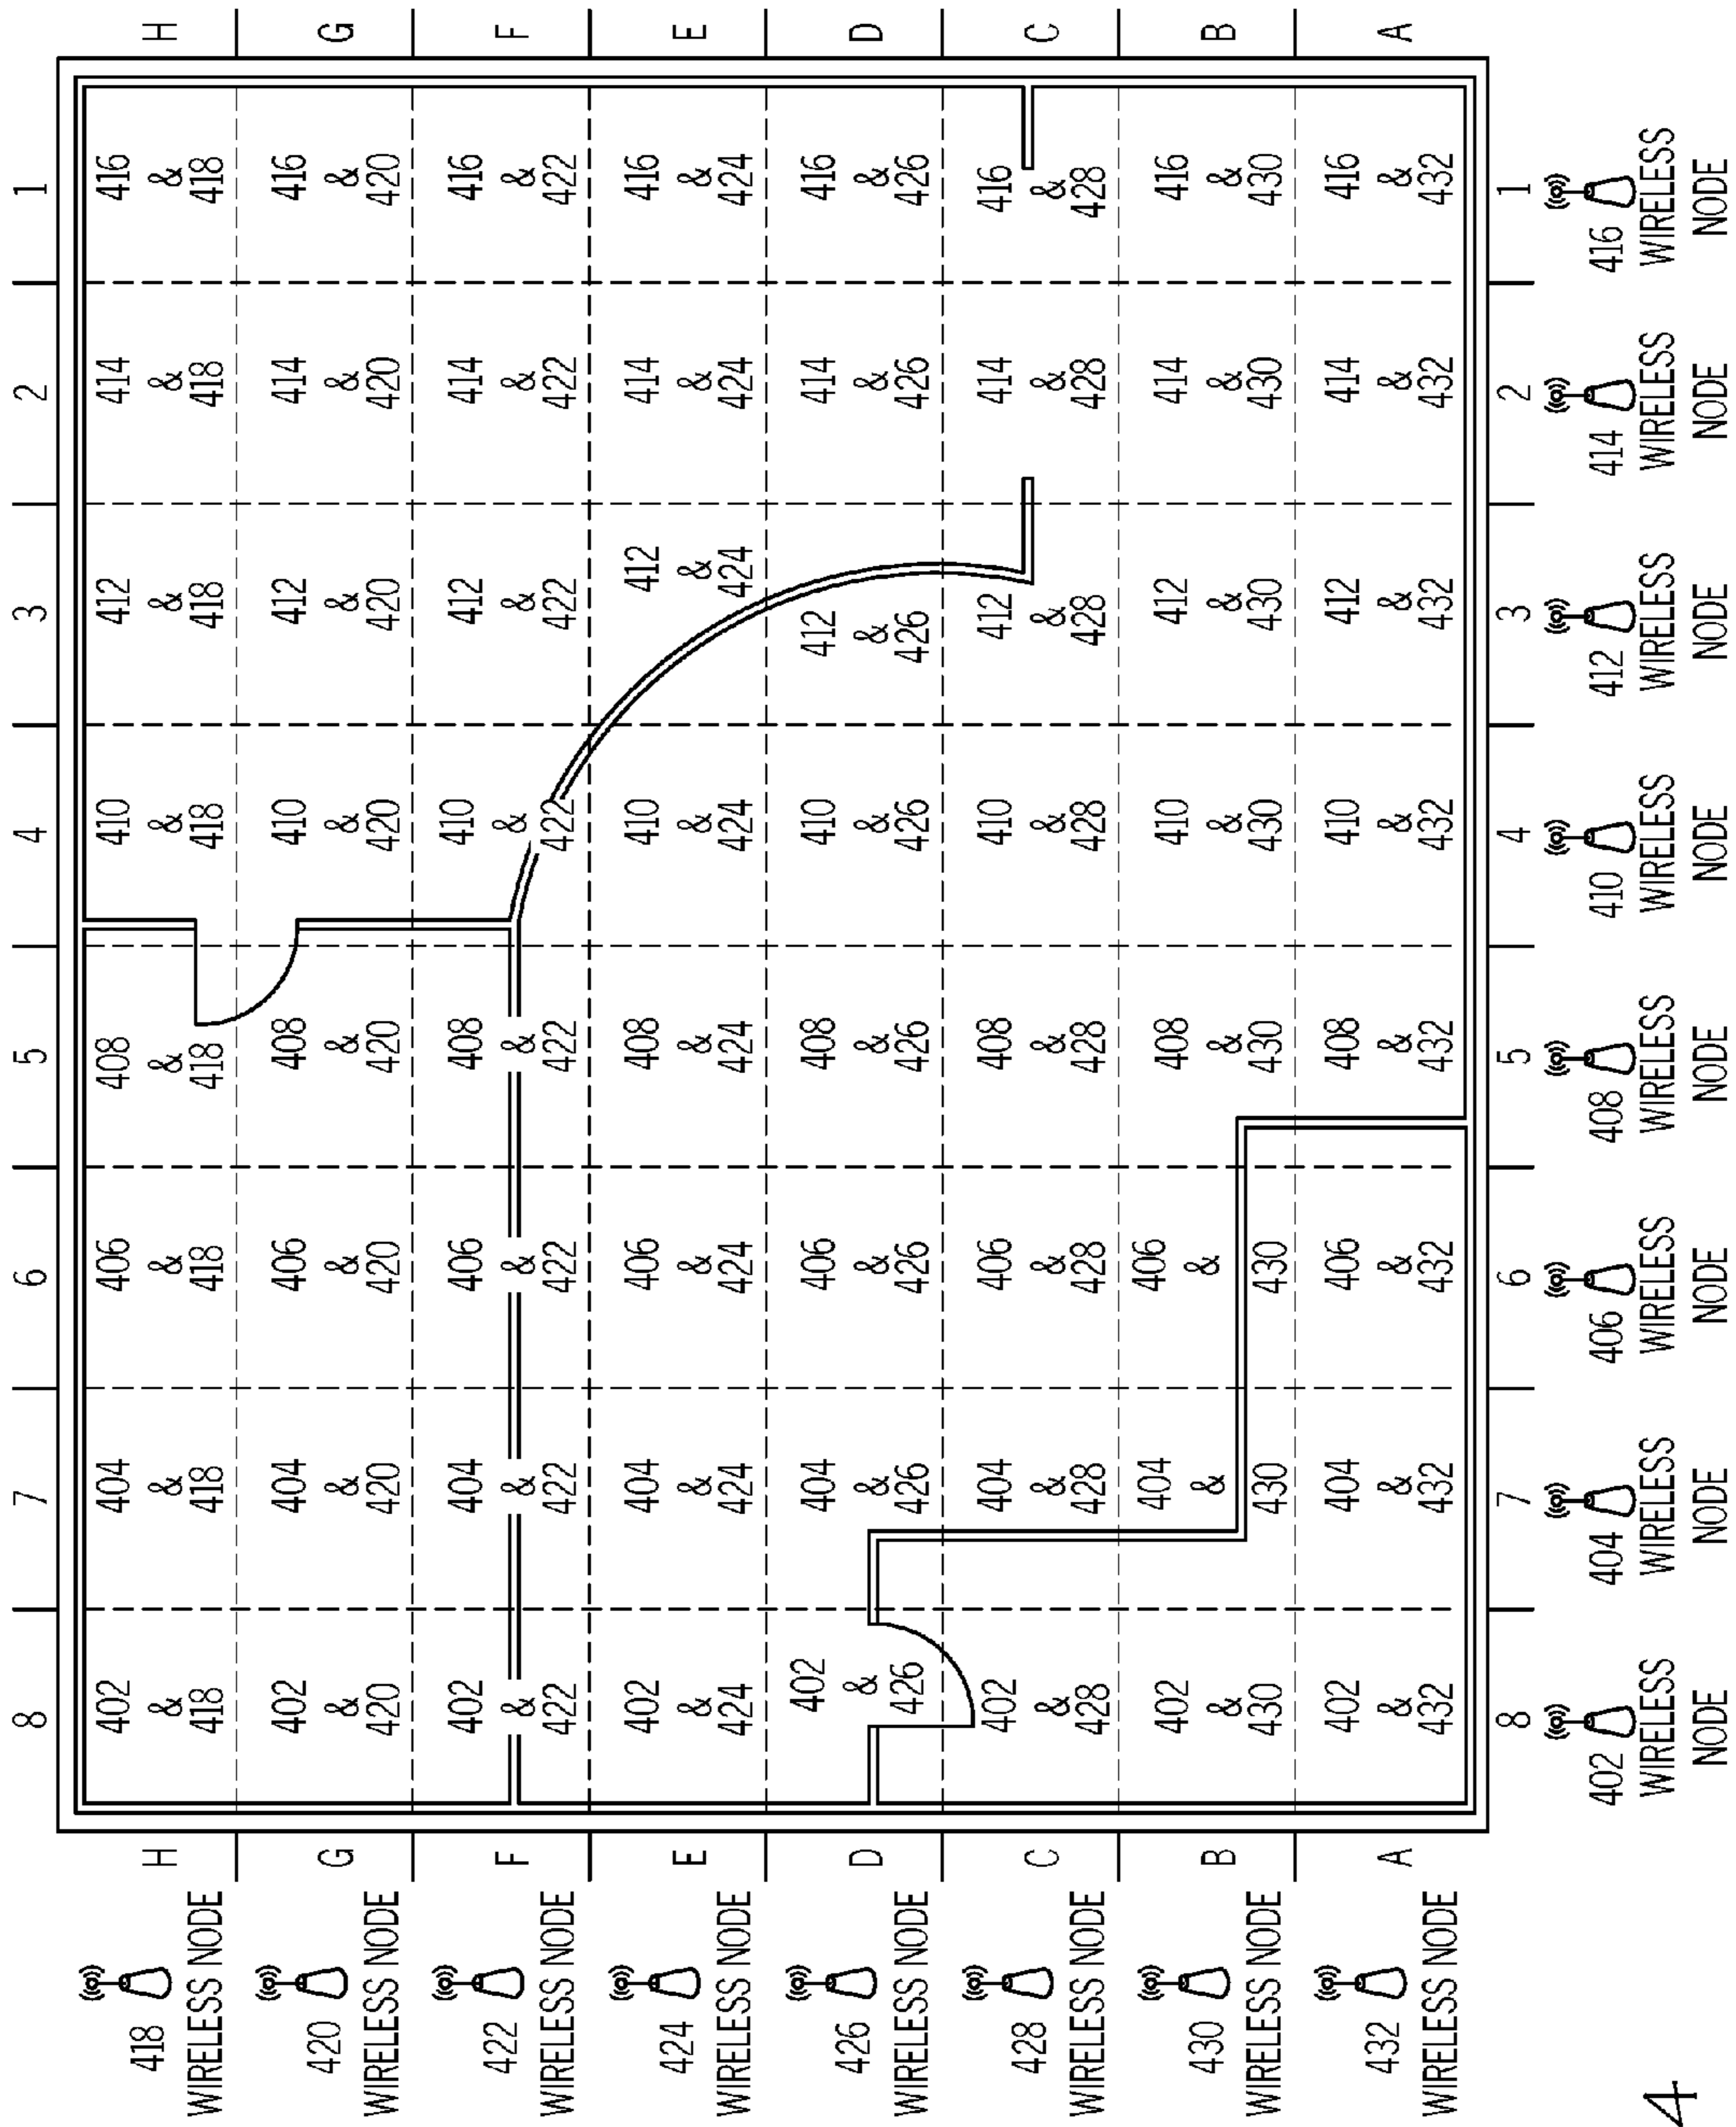 8 7 6 5 4 3 2 1
418 WIRELESS NODE
H
402 & 418
404 & 418
406 & 418
408 & 418
410 & 418
412 & 418
414 & 418
416 & 418
H
420 WIRELESS NODE
G
402 & 420
404 & 420
406 & 420
408 & 420
410 & 420
412 & 420
414 & 420
416 & 420
G
422 WIRELESS NODE
F
402 & 422
404 & 422
406 & 422
408 & 422
410 & 422
412 & 422
414 & 422
416 & 422
F
424 WIRELESS NODE
E
402 & 424
404 & 424
406 & 424
408 & 424
410 & 424
412 & 424
414 & 424
416 & 424
E
426 WIRELESS NODE
D
402 & 426
404 & 426
406 & 426
408 & 426
410 & 426
412 & 426
414 & 426
416 & 426
D
428 WIRELESS NODE
C
402 & 428
404 & 428
406 & 428
408 & 428
410 & 428
412 & 428
414 & 428
416 & 428
C
430 WIRELESS NODE
B
402 & 430
404 & 430
406 & 430
408 & 430
410 & 430
412 & 430
414 & 430
416 & 430
B
432 WIRELESS NODE
A
402 & 432
404 & 432
406 & 432
408 & 432
410 & 432
412 & 432
414 & 432
416 & 432
A
8 7 6 5 4 3 2 1
402 WIRELESS NODE
404 WIRELESS NODE
406 WIRELESS NODE
408 WIRELESS NODE
410 WIRELESS NODE
412 WIRELESS NODE
414 WIRELESS NODE
416 WIRELESS NODE
4